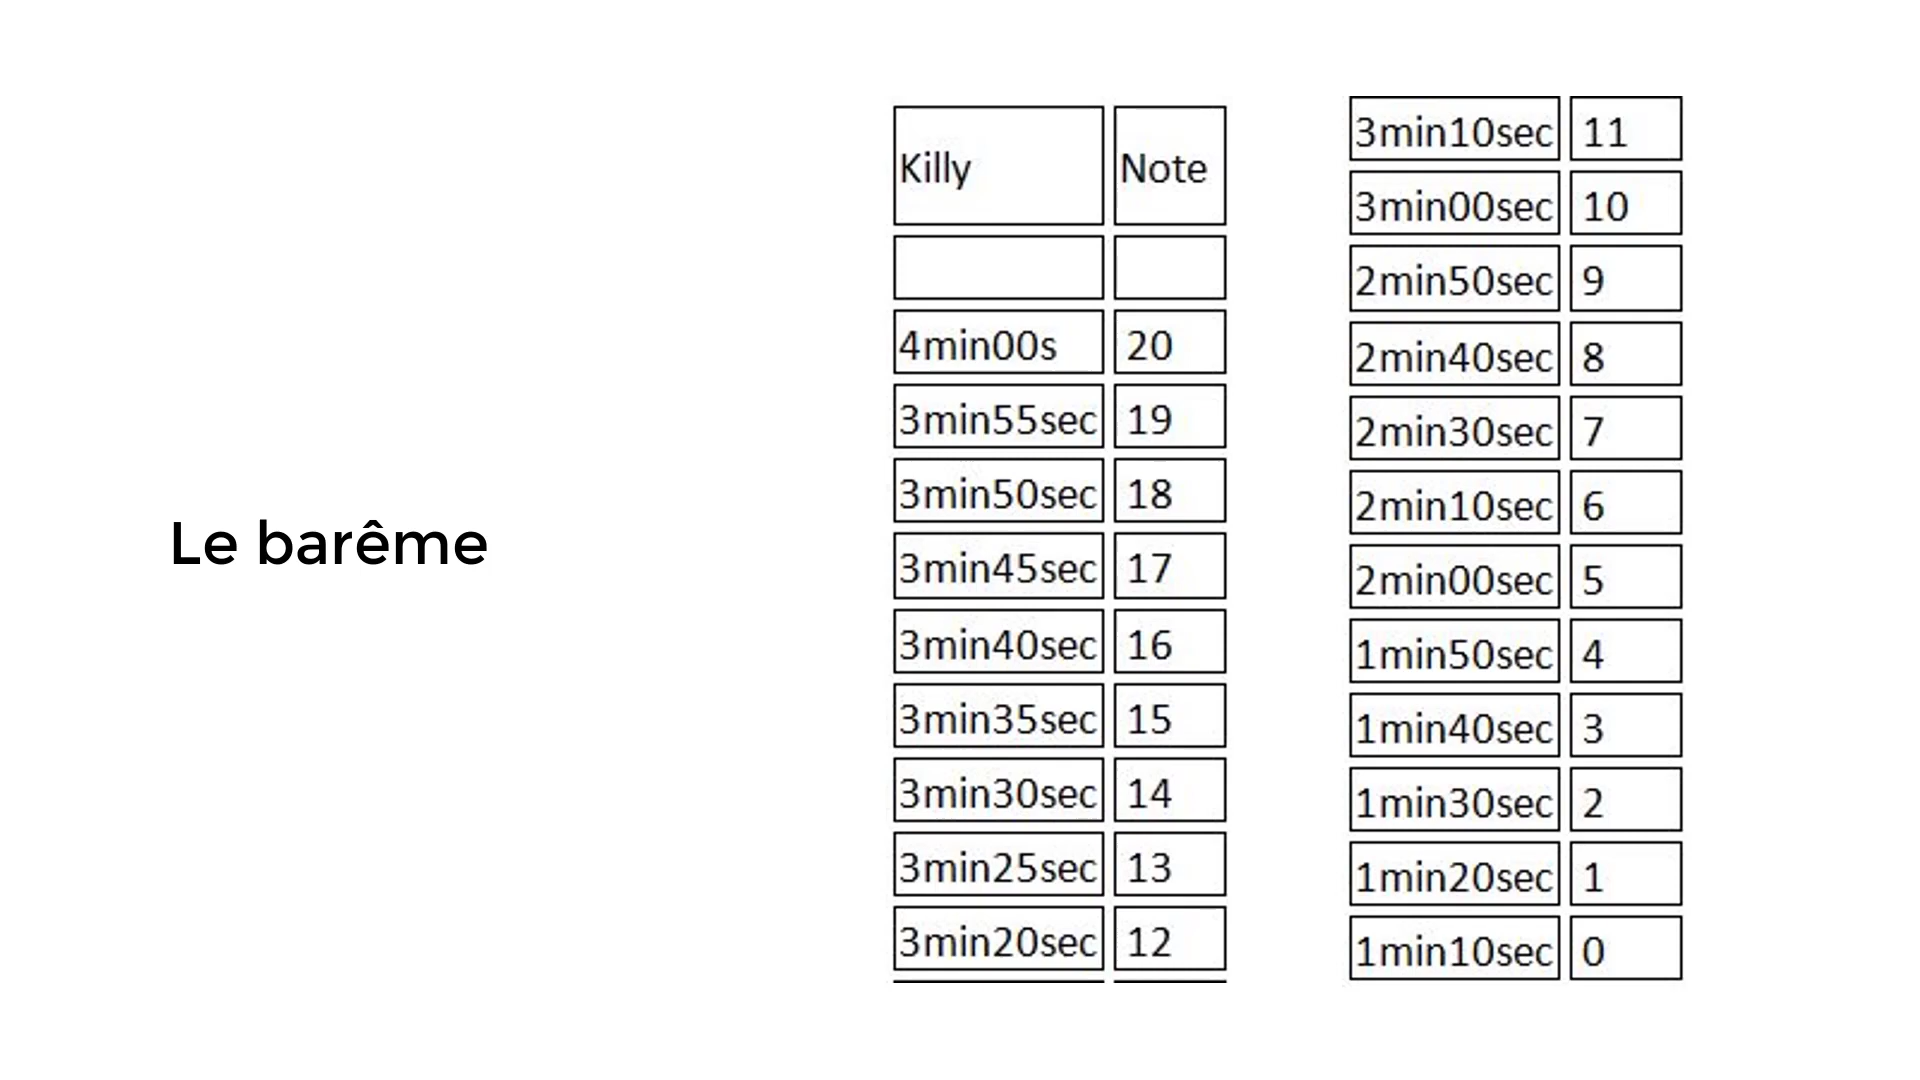 Le barême
Killy Note
4min00s 20
3min55sec 19
3min50sec 18
3min45sec 17
3min40sec 16
3min35sec 15
3min30sec 14
3min25sec 13
3min20sec 12
3min10sec 11
3min00sec 10
2min50sec 9
2min40sec 8
2min30sec 7
2min10sec 6
2min00sec 5
1min50sec 4
1min40sec 3
1min30sec 2
1min20sec 1
1min10sec 0